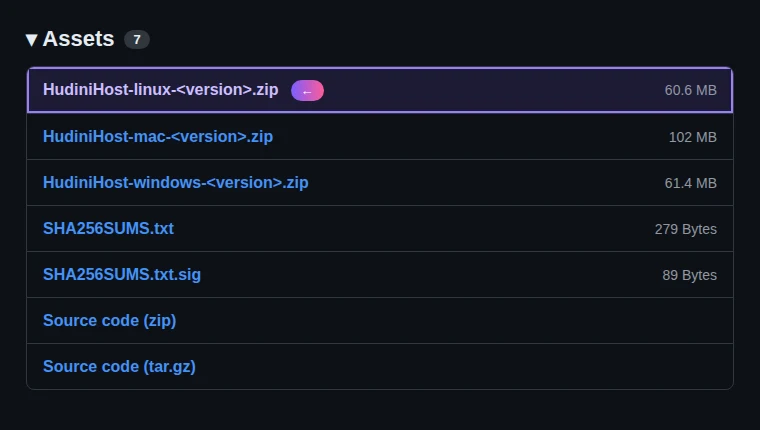 ▾ Assets 7
HudiniHost-linux-<version>.zip ← 60.6 MB
HudiniHost-mac-<version>.zip 102 MB
HudiniHost-windows-<version>.zip 61.4 MB
SHA256SUMS.txt 279 Bytes
SHA256SUMS.txt.sig 89 Bytes
Source code (zip)
Source code (tar.gz)